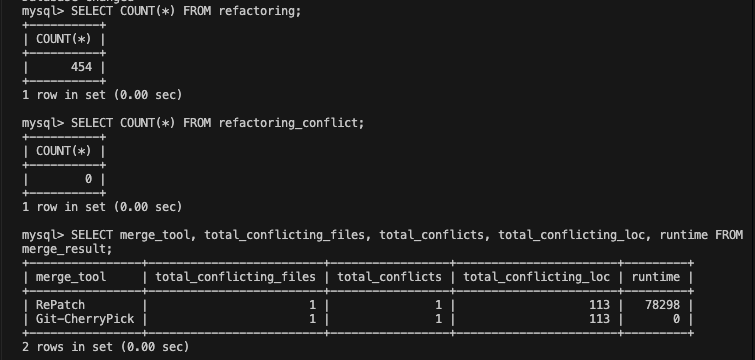 mysql> SELECT COUNT(*) FROM refactoring;
+----------+
| COUNT(*) |
+----------+
|      454 |
+----------+
1 row in set (0.00 sec)

mysql> SELECT COUNT(*) FROM refactoring_conflict;
+----------+
| COUNT(*) |
+----------+
|        0 |
+----------+
1 row in set (0.00 sec)

mysql> SELECT merge_tool, total_conflicting_files, total_conflicts, total_conflicting_loc, runtime FROM
merge_result;
+----------------+-------------------------+-----------------+-----------------------+---------+
| merge_tool     | total_conflicting_files | total_conflicts | total_conflicting_loc | runtime |
+----------------+-------------------------+-----------------+-----------------------+---------+
| RePatch        |                       1 |               1 |                   113 |   78298 |
| Git-CherryPick |                       1 |               1 |                   113 |       0 |
+----------------+-------------------------+-----------------+-----------------------+---------+
2 rows in set (0.00 sec)